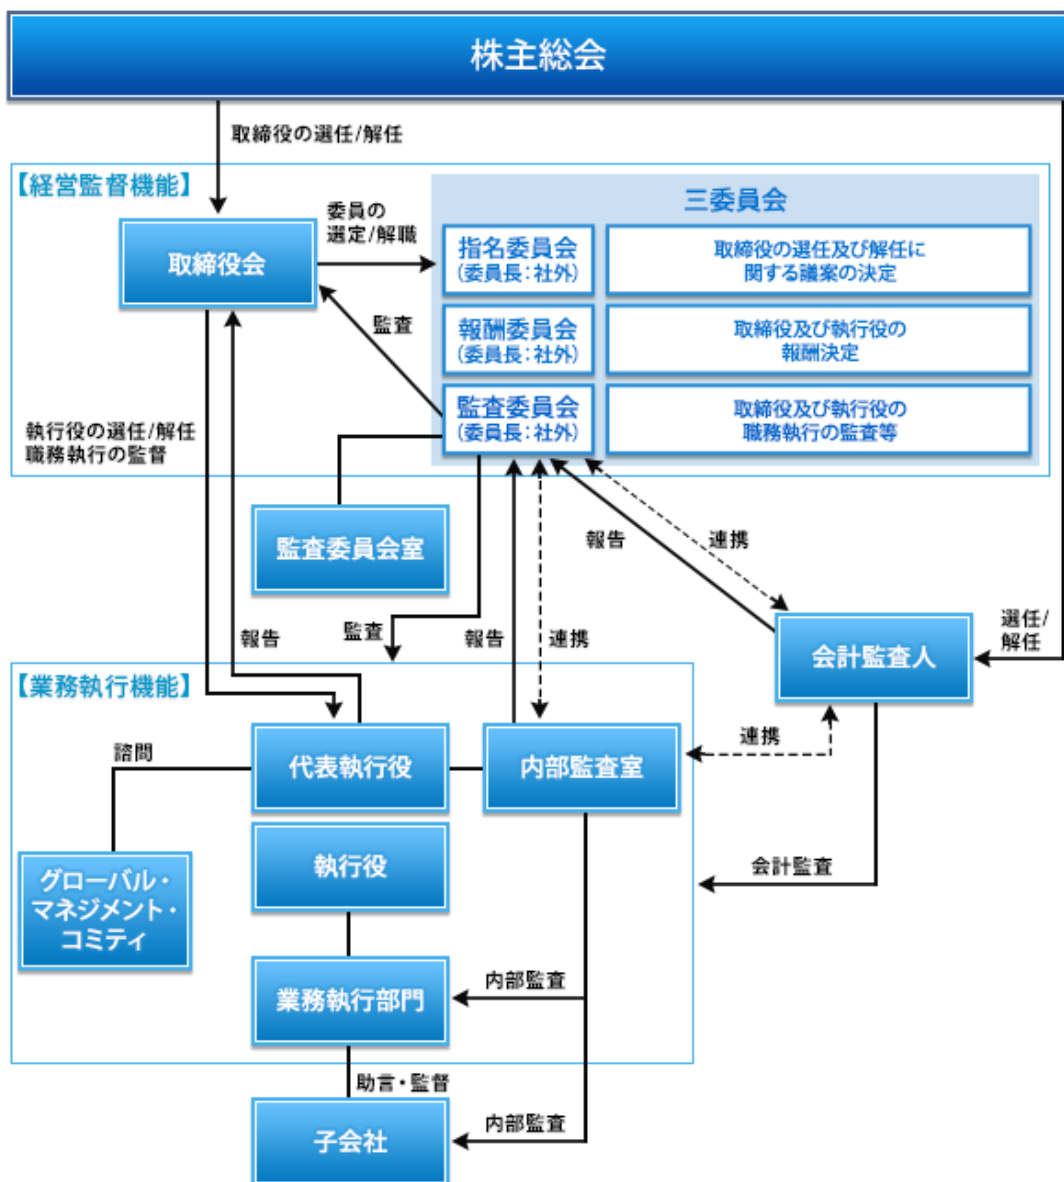 株主総会
取締役の選任/解任
【経営監督機能】
三委員会
委員の
選定/解職
取締役会
指名委員会
(委員長:社外)
取締役の選任及び解任に
関する議案の決定
監査
報酬委員会
(委員長:社外)
取締役及び執行役の
報酬決定
監査委員会
(委員長:社外)
取締役及び執行役の
職務執行の監査等
執行役の選任/解任
職務執行の監督
監査委員会室
報告
連携
選任/
解任
報告
監査
報告
連携
会計監査人
【業務執行機能】
諮問
代表執行役
内部監査室
連携
執行役
会計監査
グローバル・
マネジメント・
コミティ
業務執行部門
内部監査
助言・監督
子会社
内部監査